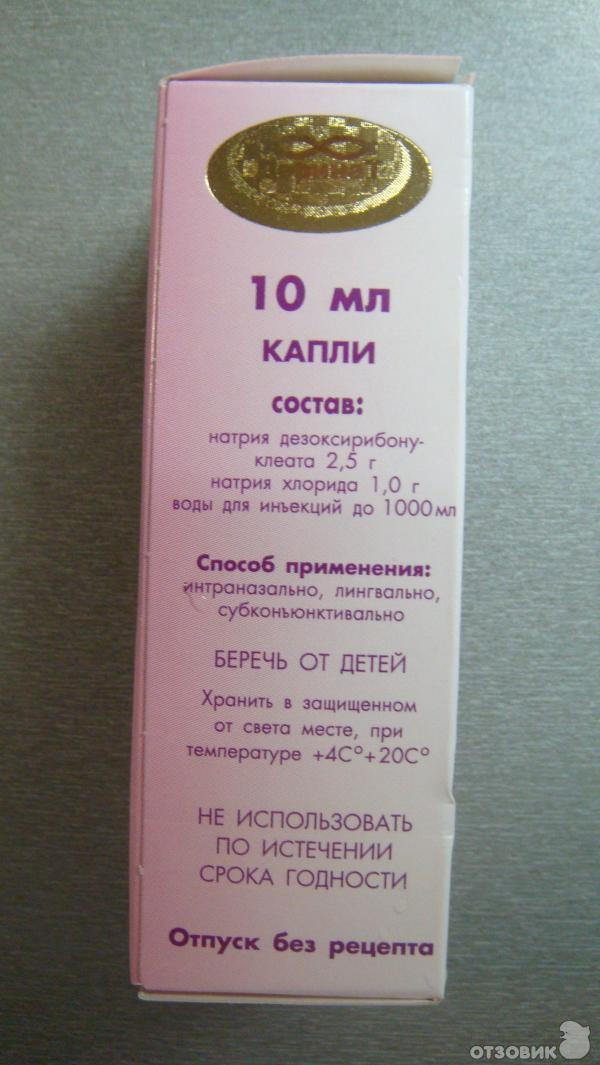 Деринат
10 мл
КАПЛИ
состав:
натрия дезоксирибону-
клеата 2,5 г
натрия хлорида 1,0 г
воды для инъекций до 1000мл
Способ применения:
интраназально, лингвально,
субконъюнктивально
БЕРЕЧЬ ОТ ДЕТЕЙ
Хранить в защищенном
от света месте, при
температуре +4С°+20С°
НЕ ИСПОЛЬЗОВАТЬ
ПО ИСТЕЧЕНИИ
СРОКА ГОДНОСТИ
Отпуск без рецепта
ОТЗОВИК